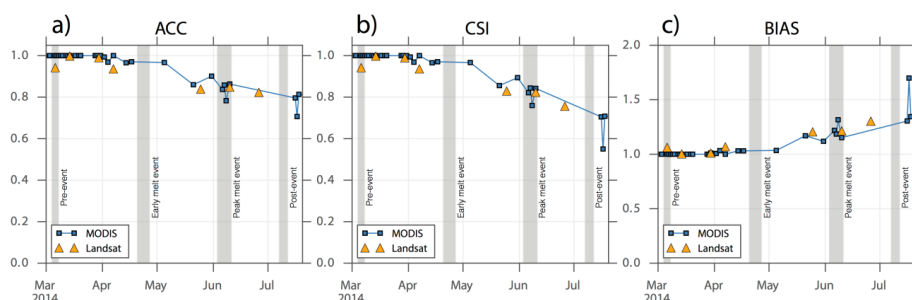 a) ACC
1.0
0.8
0.6
0.4
0.2
0.0
Pre-event
Early melt event
Peak melt event
Post-event
MODIS
Landsat
Mar Apr May Jun Jul
2014
b) CSI
1.0
0.8
0.6
0.4
0.2
0.0
Pre-event
Early melt event
Peak melt event
Post-event
MODIS
Landsat
Mar Apr May Jun Jul
2014
c) BIAS
2.0
1.5
1.0
0.5
0.0
Pre-event
Early melt event
Peak melt event
Post-event
MODIS
Landsat
Mar Apr May Jun Jul
2014